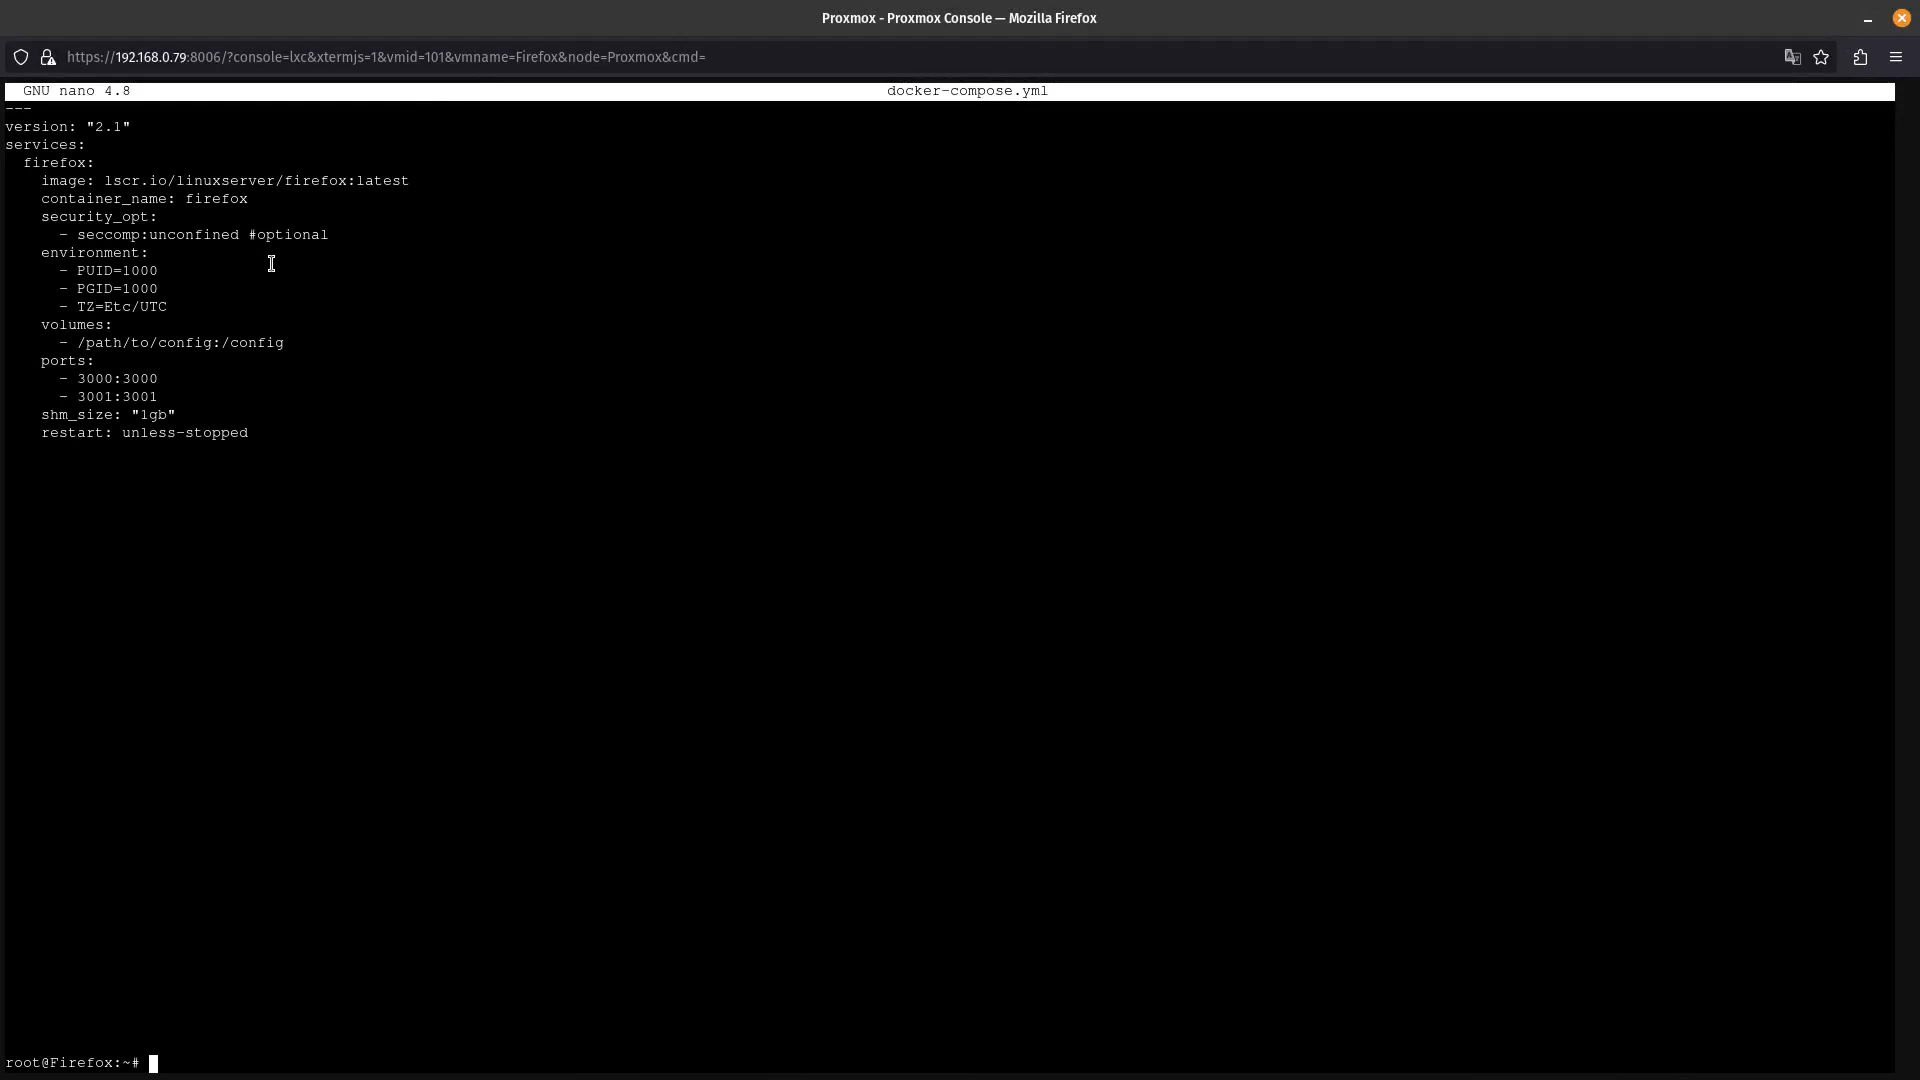 Proxmox - Proxmox Console — Mozilla Firefox
https://192.168.0.79:8006/?console=lxc&xtermjs=1&vmid=101&vmname=Firefox&node=Proxmox&cmd=
GNU nano 4.8 docker-compose.yml
---
version: "2.1"
services:
  firefox:
    image: lscr.io/linuxserver/firefox:latest
    container_name: firefox
    security_opt:
      - seccomp:unconfined #optional
    environment:
      - PUID=1000
      - PGID=1000
      - TZ=Etc/UTC
    volumes:
      - /path/to/config:/config
    ports:
      - 3000:3000
      - 3001:3001
    shm_size: "1gb"
    restart: unless-stopped
root@Firefox:~#